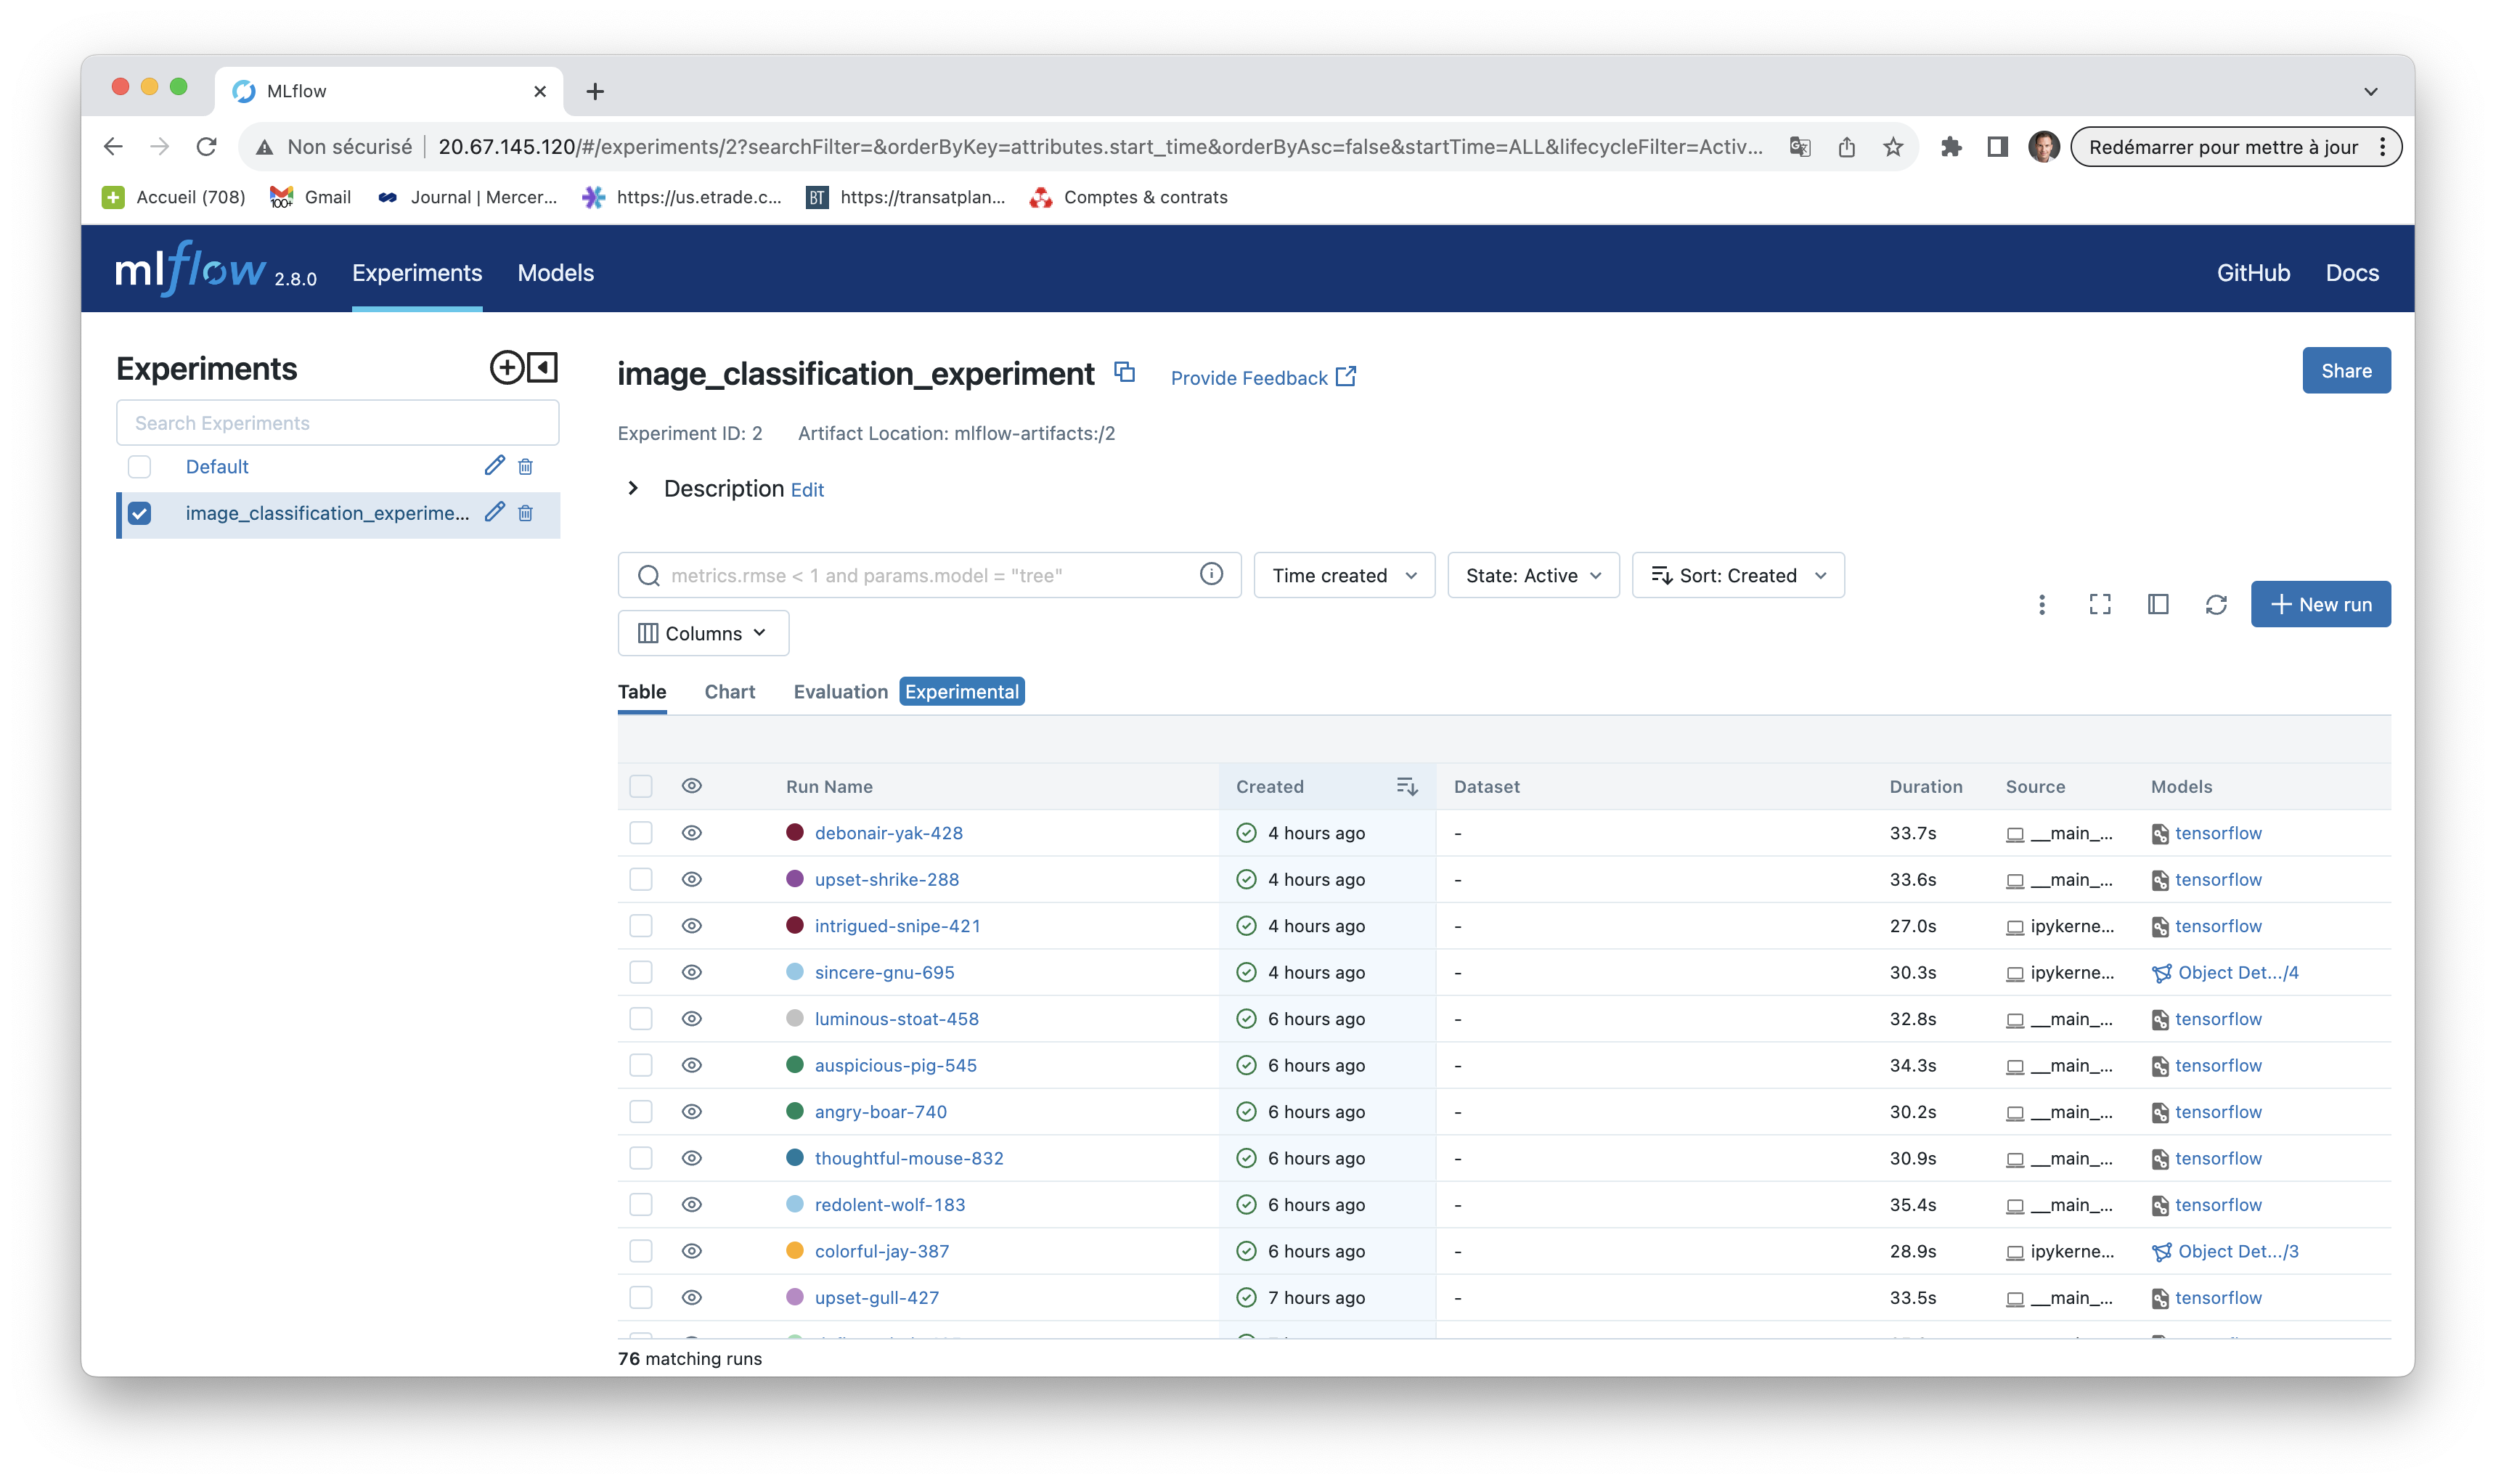 MLflow
Non sécurisé 20.67.145.120/#/experiments/2?searchFilter=&orderByKey=attributes.start_time&orderByAsc=false&startTime=ALL&lifecycleFilter=Activ... Redémarrer pour mettre à jour
Accueil (708) 100+ Gmail Journal | Mercer... https://us.etrade.c... BT https://transatplan... Comptes & contrats
mlflow 2.8.0 Experiments Models GitHub Docs
Experiments
Search Experiments
Default
image_classification_experime...
image_classification_experiment Provide Feedback Share
Experiment ID: 2 Artifact Location: mlflow-artifacts:/2
Description Edit
metrics.rmse < 1 and params.model = "tree" Time created State: Active Sort: Created
Columns New run
Table Chart Evaluation Experimental
Run Name Created Dataset Duration Source Models
debonair-yak-428 4 hours ago - 33.7s __main_... tensorflow
upset-shrike-288 4 hours ago - 33.6s __main_... tensorflow
intrigued-snipe-421 4 hours ago - 27.0s ipykerne... tensorflow
sincere-gnu-695 4 hours ago - 30.3s ipykerne... Object Det.../4
luminous-stoat-458 6 hours ago - 32.8s __main_... tensorflow
auspicious-pig-545 6 hours ago - 34.3s __main_... tensorflow
angry-boar-740 6 hours ago - 30.2s __main_... tensorflow
thoughtful-mouse-832 6 hours ago - 30.9s __main_... tensorflow
redolent-wolf-183 6 hours ago - 35.4s __main_... tensorflow
colorful-jay-387 6 hours ago - 28.9s ipykerne... Object Det.../3
upset-gull-427 7 hours ago - 33.5s __main_... tensorflow
76 matching runs